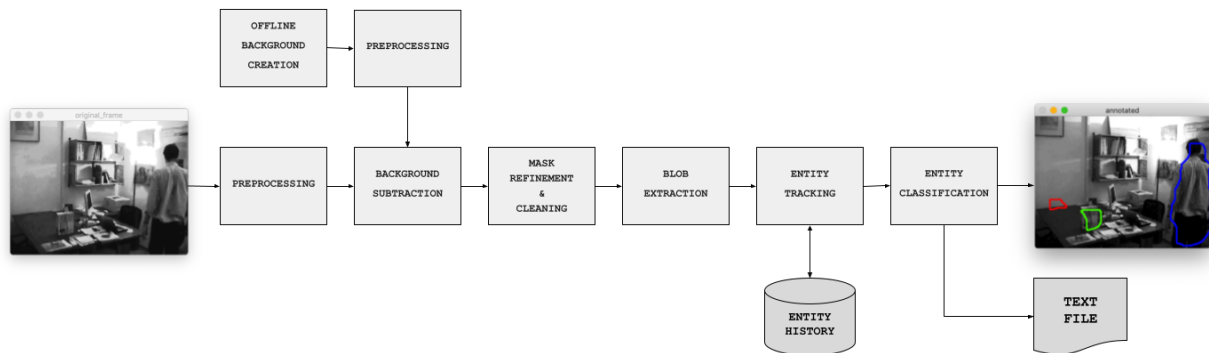 OFFLINE
BACKGROUND
CREATION
PREPROCESSING
original_frame
PREPROCESSING
BACKGROUND
SUBTRACTION
MASK
REFINEMENT
&
CLEANING
BLOB
EXTRACTION
ENTITY
TRACKING
ENTITY
CLASSIFICATION
annotated
ENTITY
HISTORY
TEXT
FILE